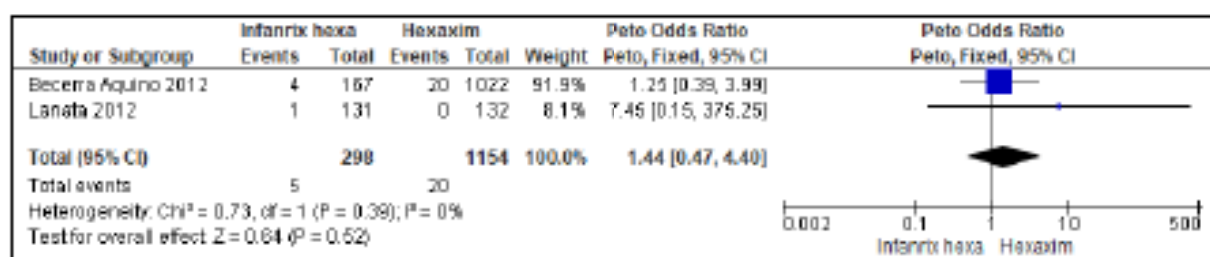 Infanrix hexa Hexaxim Peto Odds Ratio Peto Odds Ratio
Study or Subgroup Events Total Events Total Weight Peto, Fixed, 95% CI Peto, Fixed, 95% CI
Becerra Aquino 2012 4 167 20 1022 91.9% 1.25 [0.39, 3.99]
Lanata 2012 1 131 0 132 8.1% 7.45 [0.15, 375.25]
Total (95% CI) 298 1154 100.0% 1.44 [0.47, 4.40]
Total events 5 20
Heterogeneity: Chi² = 0.73, df = 1 (P = 0.39); I² = 0%
Test for overall effect: Z = 0.64 (P = 0.52)
0.002 0.1 1 10 500
Infanrix hexa Hexaxim